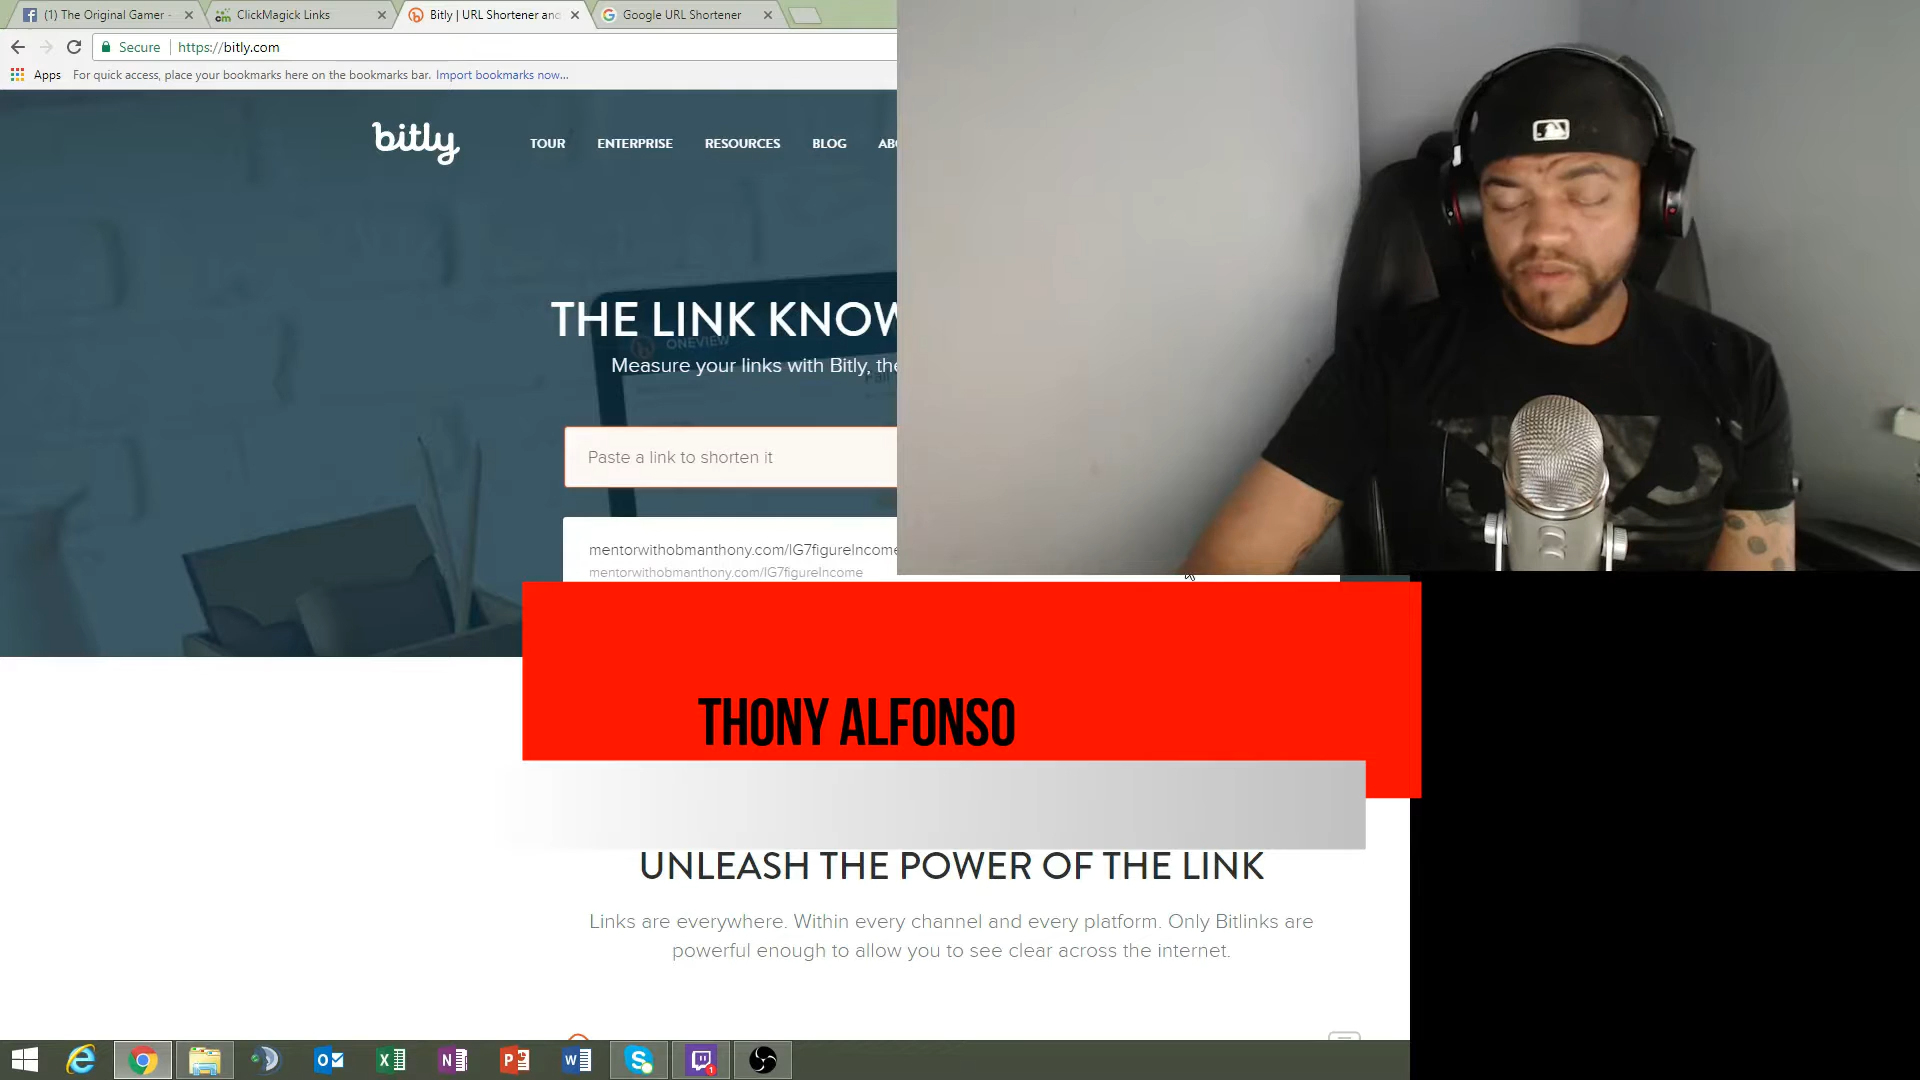 (1) The Original Gamer -
ClickMagick Links
Bitly | URL Shortener and
Google URL Shortener
Secure
https://bitly.com
Apps
For quick access, place your bookmarks here on the bookmarks bar. Import bookmarks now...
bitly
TOUR
ENTERPRISE
RESOURCES
BLOG
AB
THE LINK KNOW
ONEVIEW
Measure your links with Bitly, the
Paste a link to shorten it
mentorwithobmanthony.com/IG7figureIncome
mentorwithobmanthony.com/IG7figureIncome
THONY ALFONSO
UNLEASH THE POWER OF THE LINK
Links are everywhere. Within every channel and every platform. Only Bitlinks are
powerful enough to allow you to see clear across the internet.